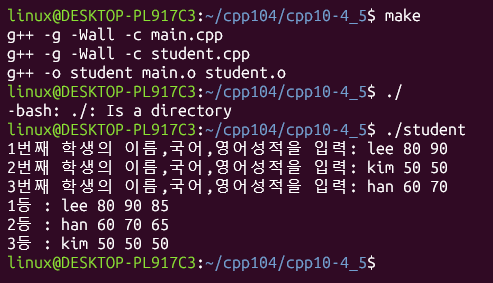 linux@DESKTOP-PL917C3:~/cpp104/cpp10-4_5$ make
g++ -g -Wall -c main.cpp
g++ -g -Wall -c student.cpp
g++ -o student main.o student.o
linux@DESKTOP-PL917C3:~/cpp104/cpp10-4_5$ ./
-bash: ./: Is a directory
linux@DESKTOP-PL917C3:~/cpp104/cpp10-4_5$ ./student
1번째 학생의 이름,국어,영어성적을 입력: lee 80 90
2번째 학생의 이름,국어,영어성적을 입력: kim 50 50
3번째 학생의 이름,국어,영어성적을 입력: han 60 70
1등 : lee 80 90 85
2등 : han 60 70 65
3등 : kim 50 50 50
linux@DESKTOP-PL917C3:~/cpp104/cpp10-4_5$